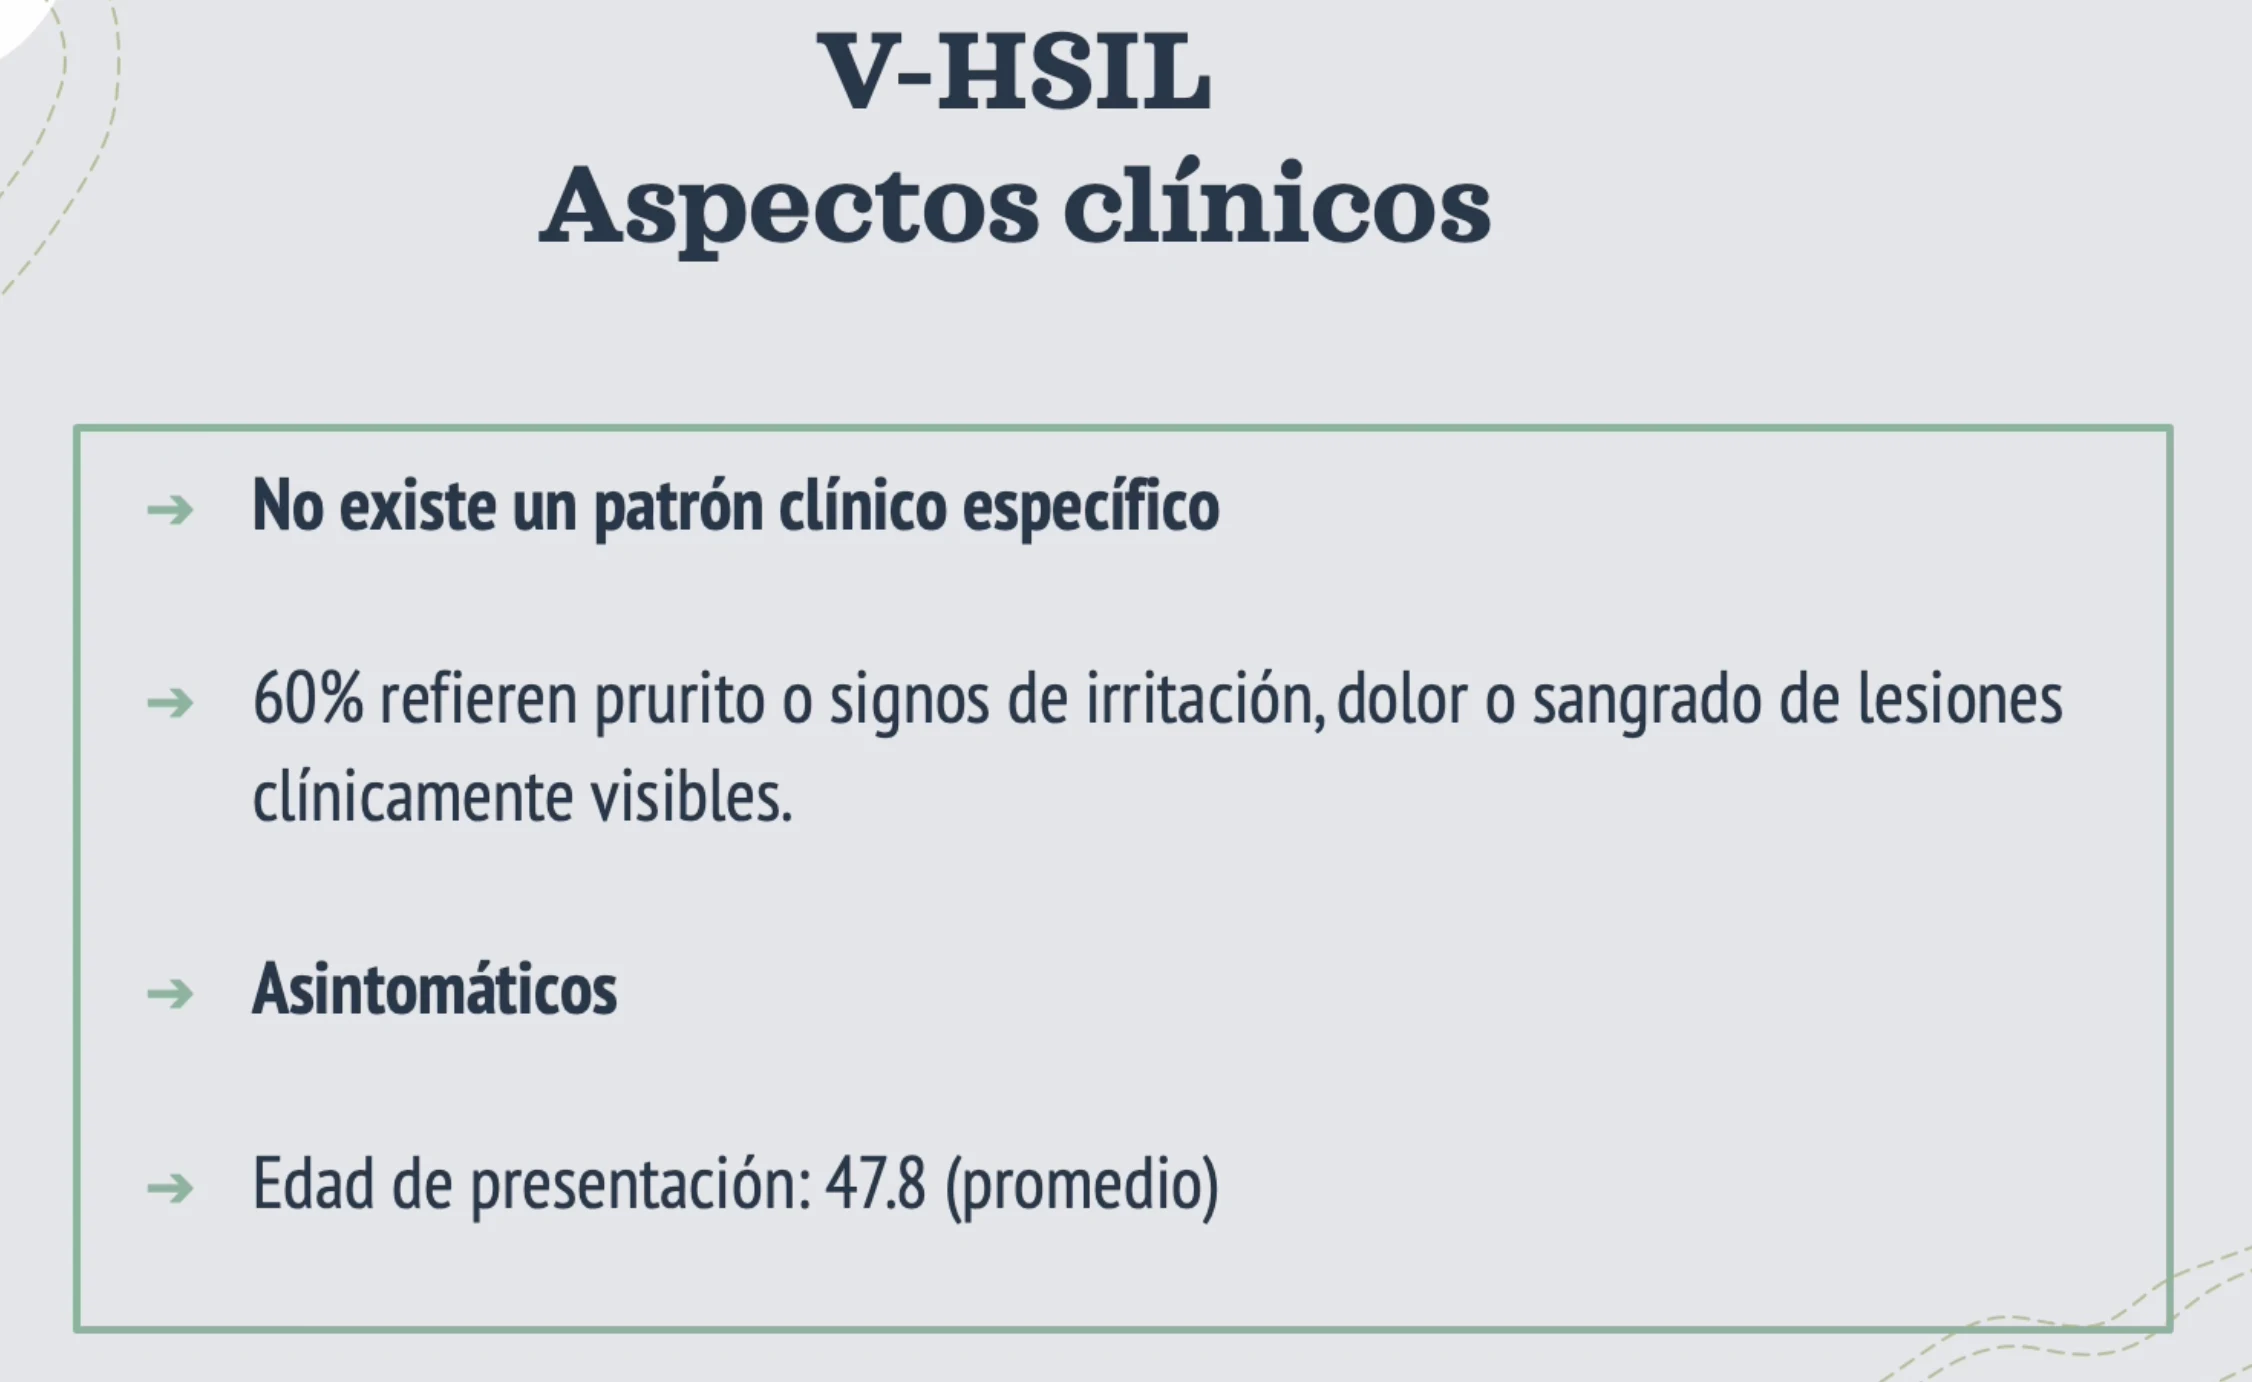 V-HSIL
Aspectos clínicos
➔ No existe un patrón clínico específico
➔ 60% refieren prurito o signos de irritación, dolor o sangrado de lesiones
clínicamente visibles.
➔ Asintomáticos
➔ Edad de presentación: 47.8 (promedio)